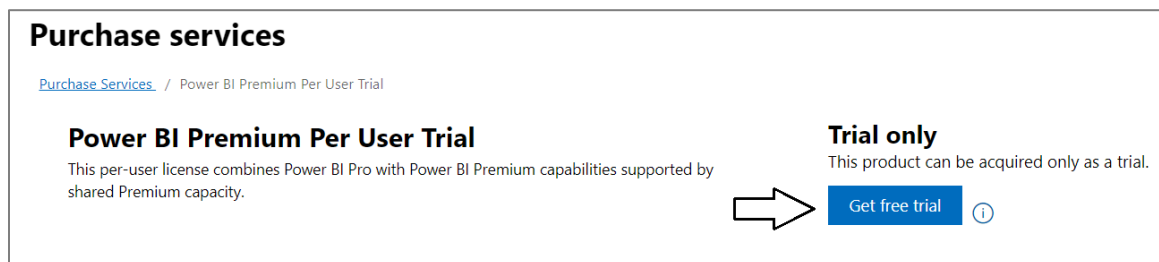 Purchase services
Purchase Services / Power BI Premium Per User Trial
Power BI Premium Per User Trial
This per-user license combines Power BI Pro with Power BI Premium capabilities supported by
shared Premium capacity.
Trial only
This product can be acquired only as a trial.
Get free trial